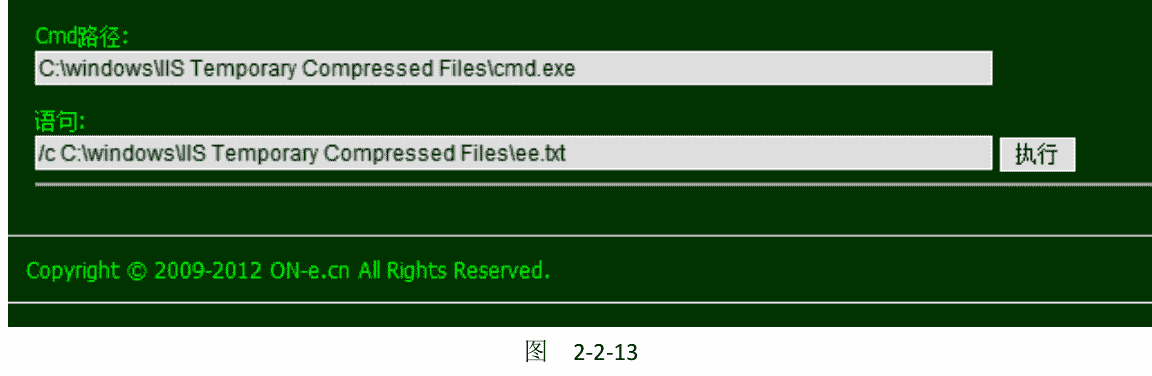 Cmd路径:
C:\windows\IIS Temporary Compressed Files\cmd.exe
语句:
/c C:\windows\IIS Temporary Compressed Files\ee.txt 执行
Copyright © 2009-2012 ON-e.cn All Rights Reserved.
图 2-2-13